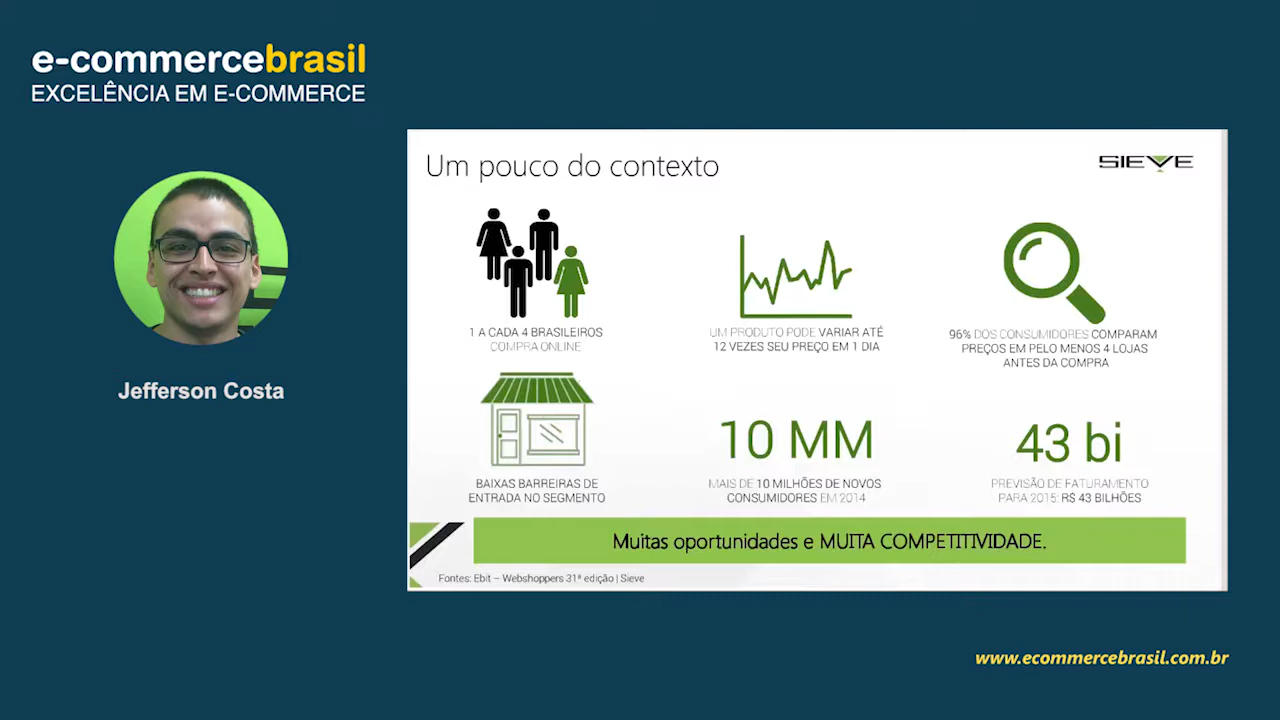 e-commercebrasil
EXCELÊNCIA EM E-COMMERCE
Jefferson Costa
Um pouco do contexto
SIEVE
1 A CADA 4 BRASILEIROS
COMPRA ONLINE
UM PRODUTO PODE VARIAR ATÉ
12 VEZES SEU PREÇO EM 1 DIA
96% DOS CONSUMIDORES COMPARAM
PREÇOS EM PELO MENOS 4 LOJAS
ANTES DA COMPRA
BAIXAS BARREIRAS DE
ENTRADA NO SEGMENTO
10 MM
MAIS DE 10 MILHÕES DE NOVOS
CONSUMIDORES EM 2014
43 bi
PREVISÃO DE FATURAMENTO
PARA 2015: R$ 43 BILHÕES
Muitas oportunidades e MUITA COMPETITIVIDADE.
Fontes: Ebit – Webshoppers 31ª edição | Sieve
www.ecommercebrasil.com.br